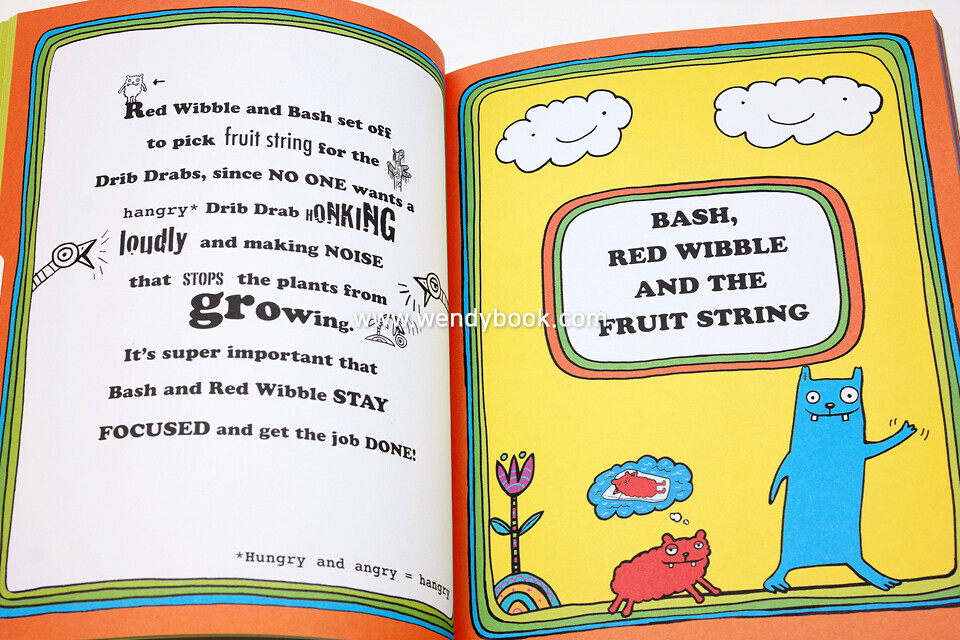 Red Wibble and Bash set off
to pick fruit string for the
Drib Drabs, since NO ONE wants a
hangry* Drib Drab HONKING
loudly and making NOISE
that STOPS the plants from
growing.
It's super important that
Bash and Red Wibble STAY
FOCUSED and get the job DONE!
*Hungry and angry = hangry
BASH,
RED WIBBLE
AND THE
FRUIT STRING
www.wendybook.com